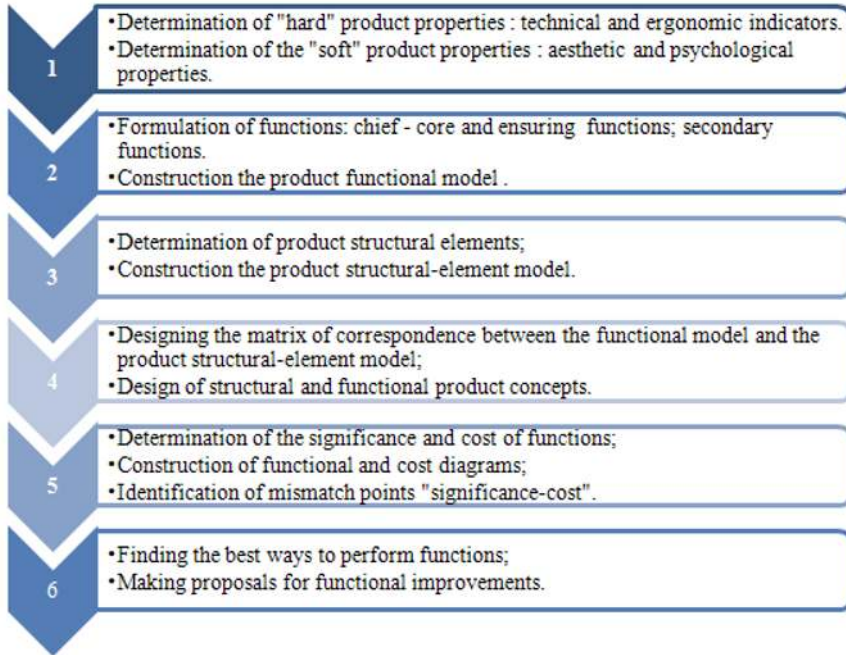 1
•Determination of "hard" product properties : technical and ergonomic indicators.
•Determination of the "soft" product properties : aesthetic and psychological
properties.
2
•Formulation of functions: chief - core and ensuring functions; secondary
functions.
•Construction the product functional model .
3
•Determination of product structural elements;
•Construction the product structural-element model.
4
•Designing the matrix of correspondence between the functional model and the
product structural-element model;
•Design of structural and functional product concepts.
5
•Determination of the significance and cost of functions;
•Construction of functional and cost diagrams;
•Identification of mismatch points "significance-cost".
6
•Finding the best ways to perform functions;
•Making proposals for functional improvements.